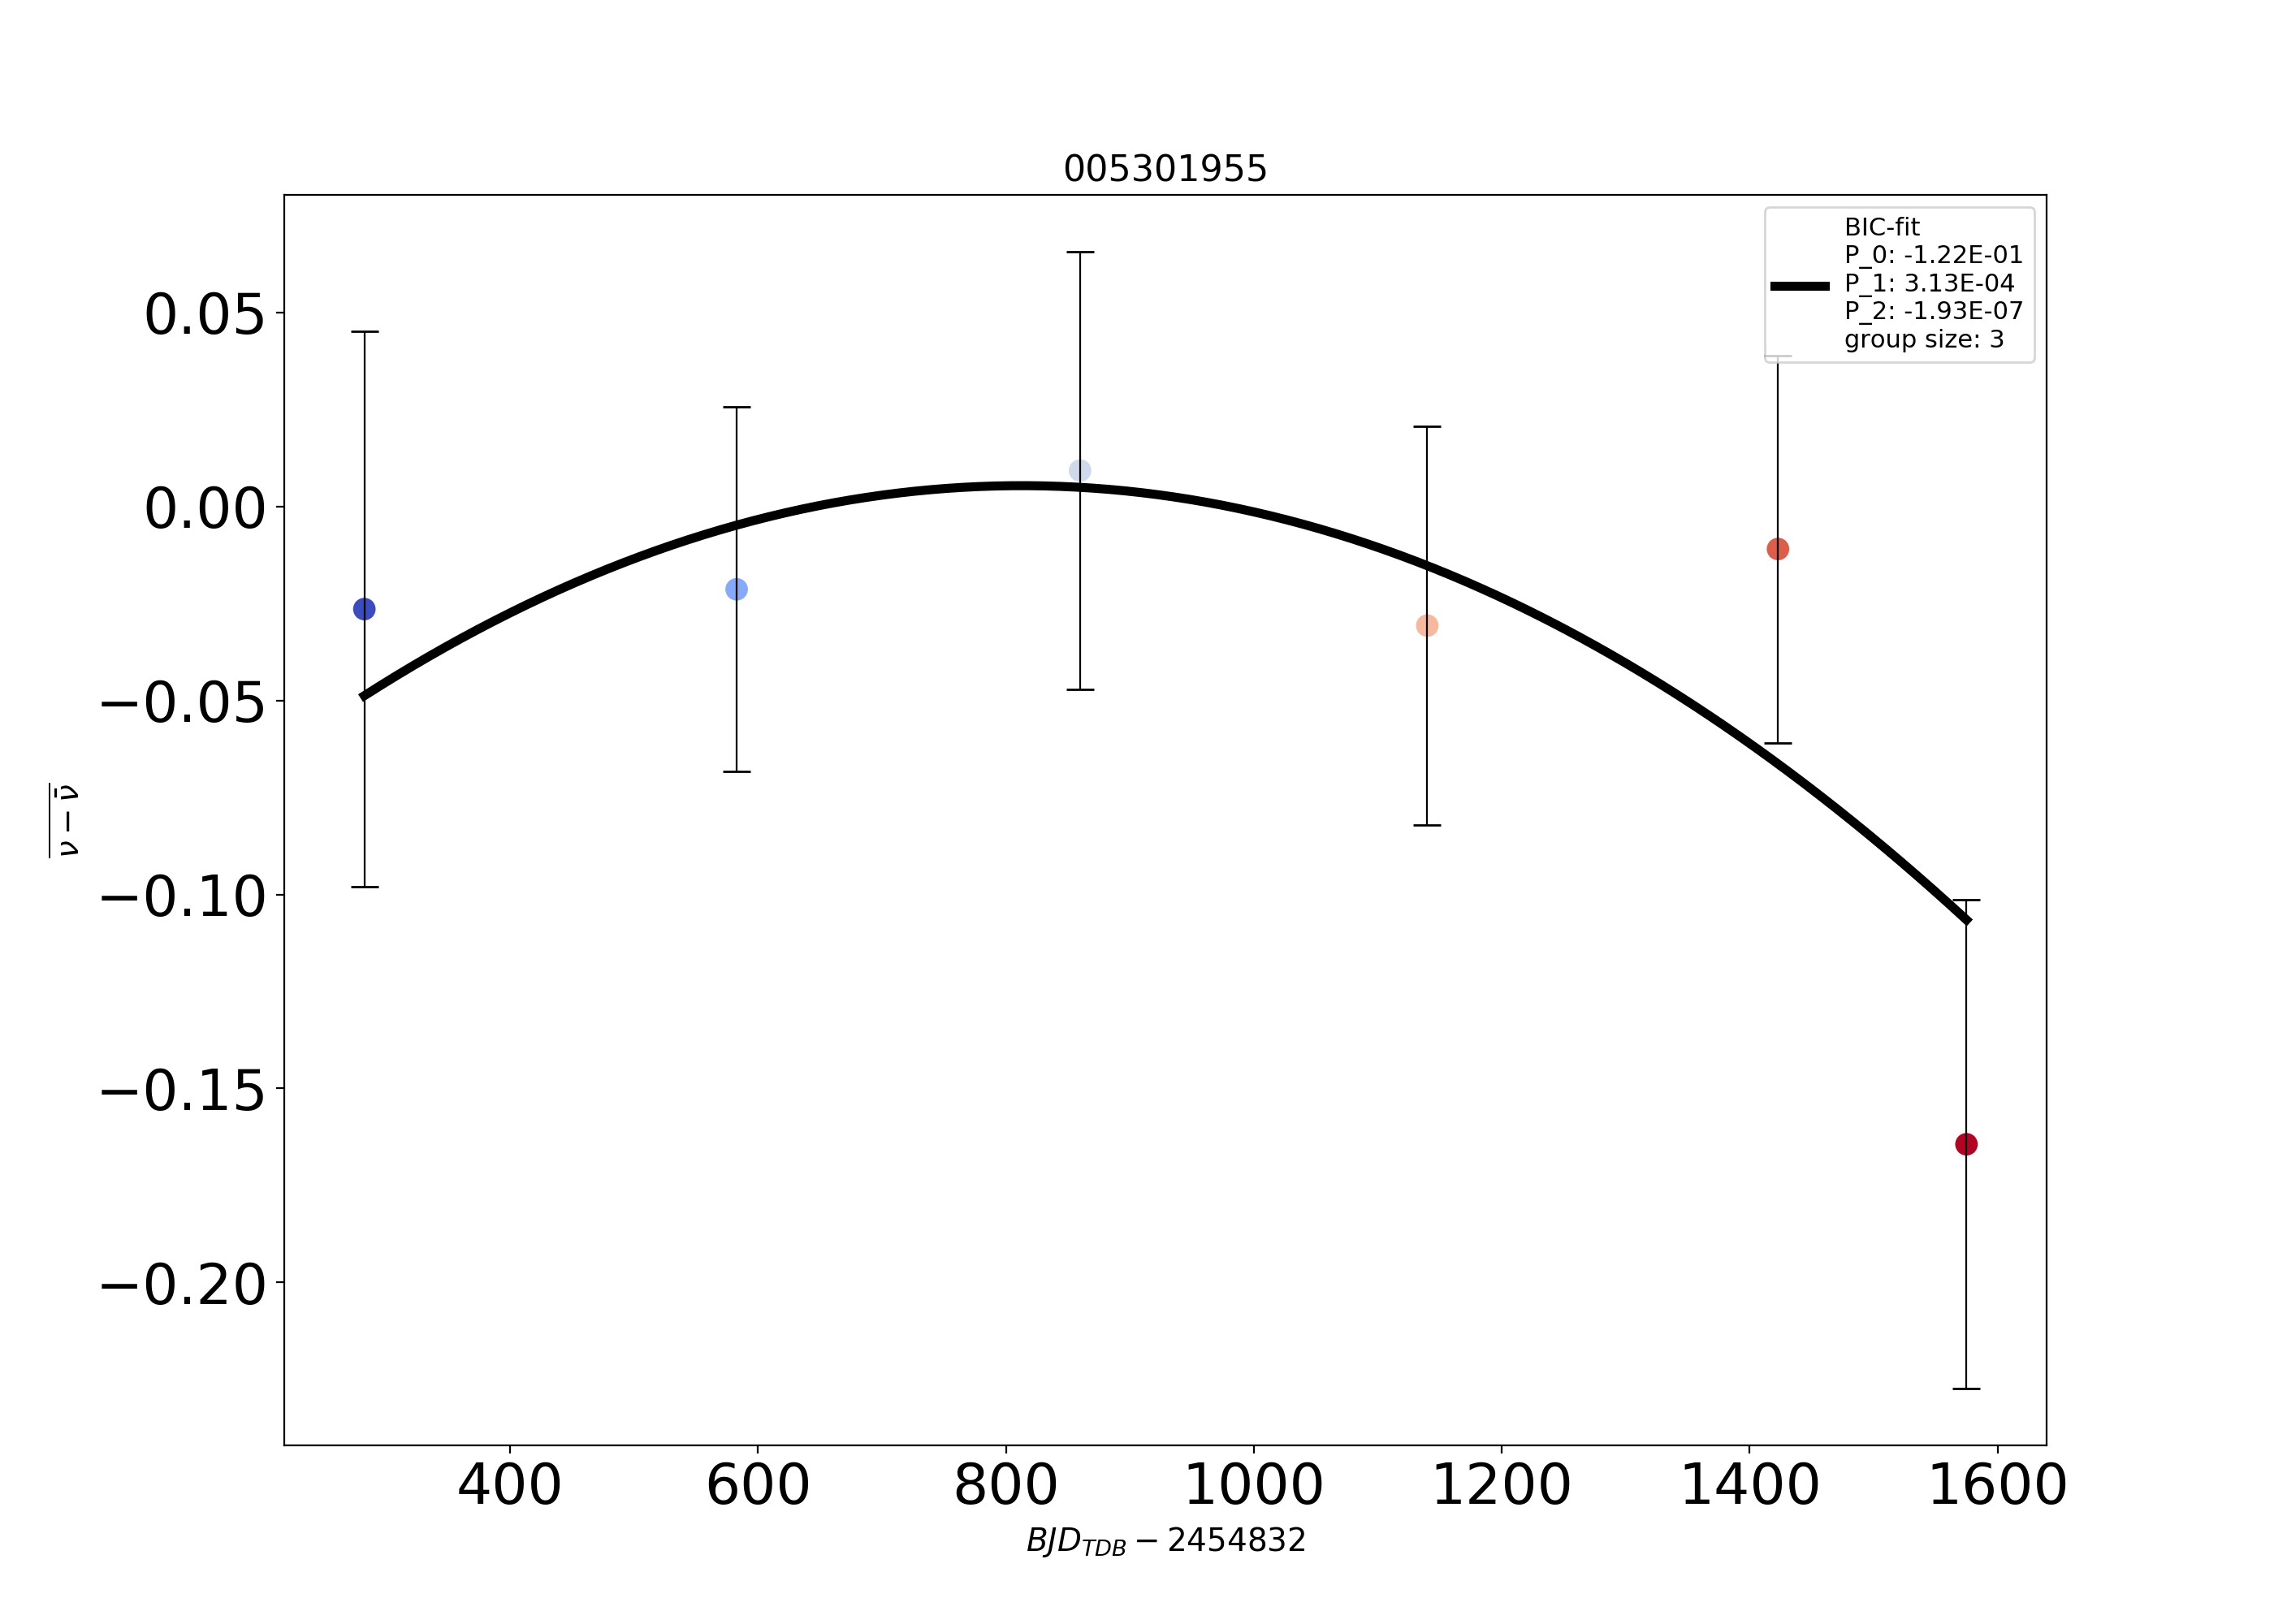 005301955
BIC-fit
P_0: -1.22E-01
P_1: 3.13E-04
P_2: -1.93E-07
group size: 3
0.05
0.00
−0.05
−0.10
−0.15
−0.20
ν − ν̄
400 600 800 1000 1200 1400 1600
BJD_TDB − 2454832